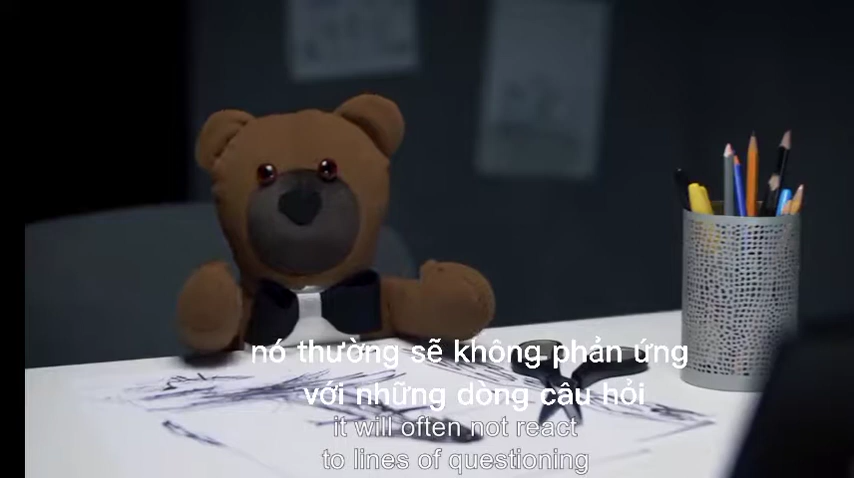 nó thường sẽ không phản ứng
với những dòng câu hỏi
it will often not react
to lines of questioning